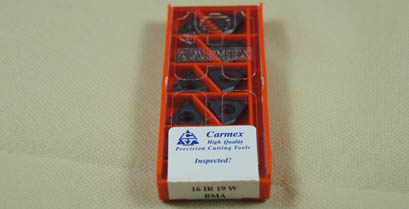 CARMEX
Carmex
High Quality
Precision Cutting Tools
Inspected!
16 IR 19 W
BMA